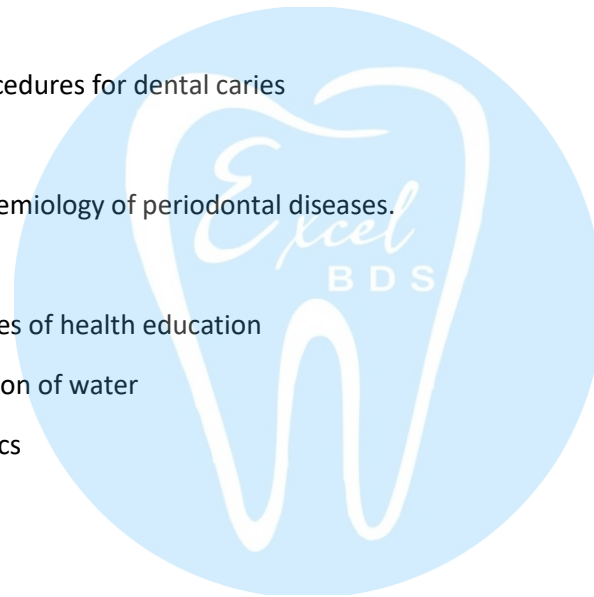 cedures for dental caries
emiology of periodontal diseases.
Excel
BDS
es of health education
on of water
cs